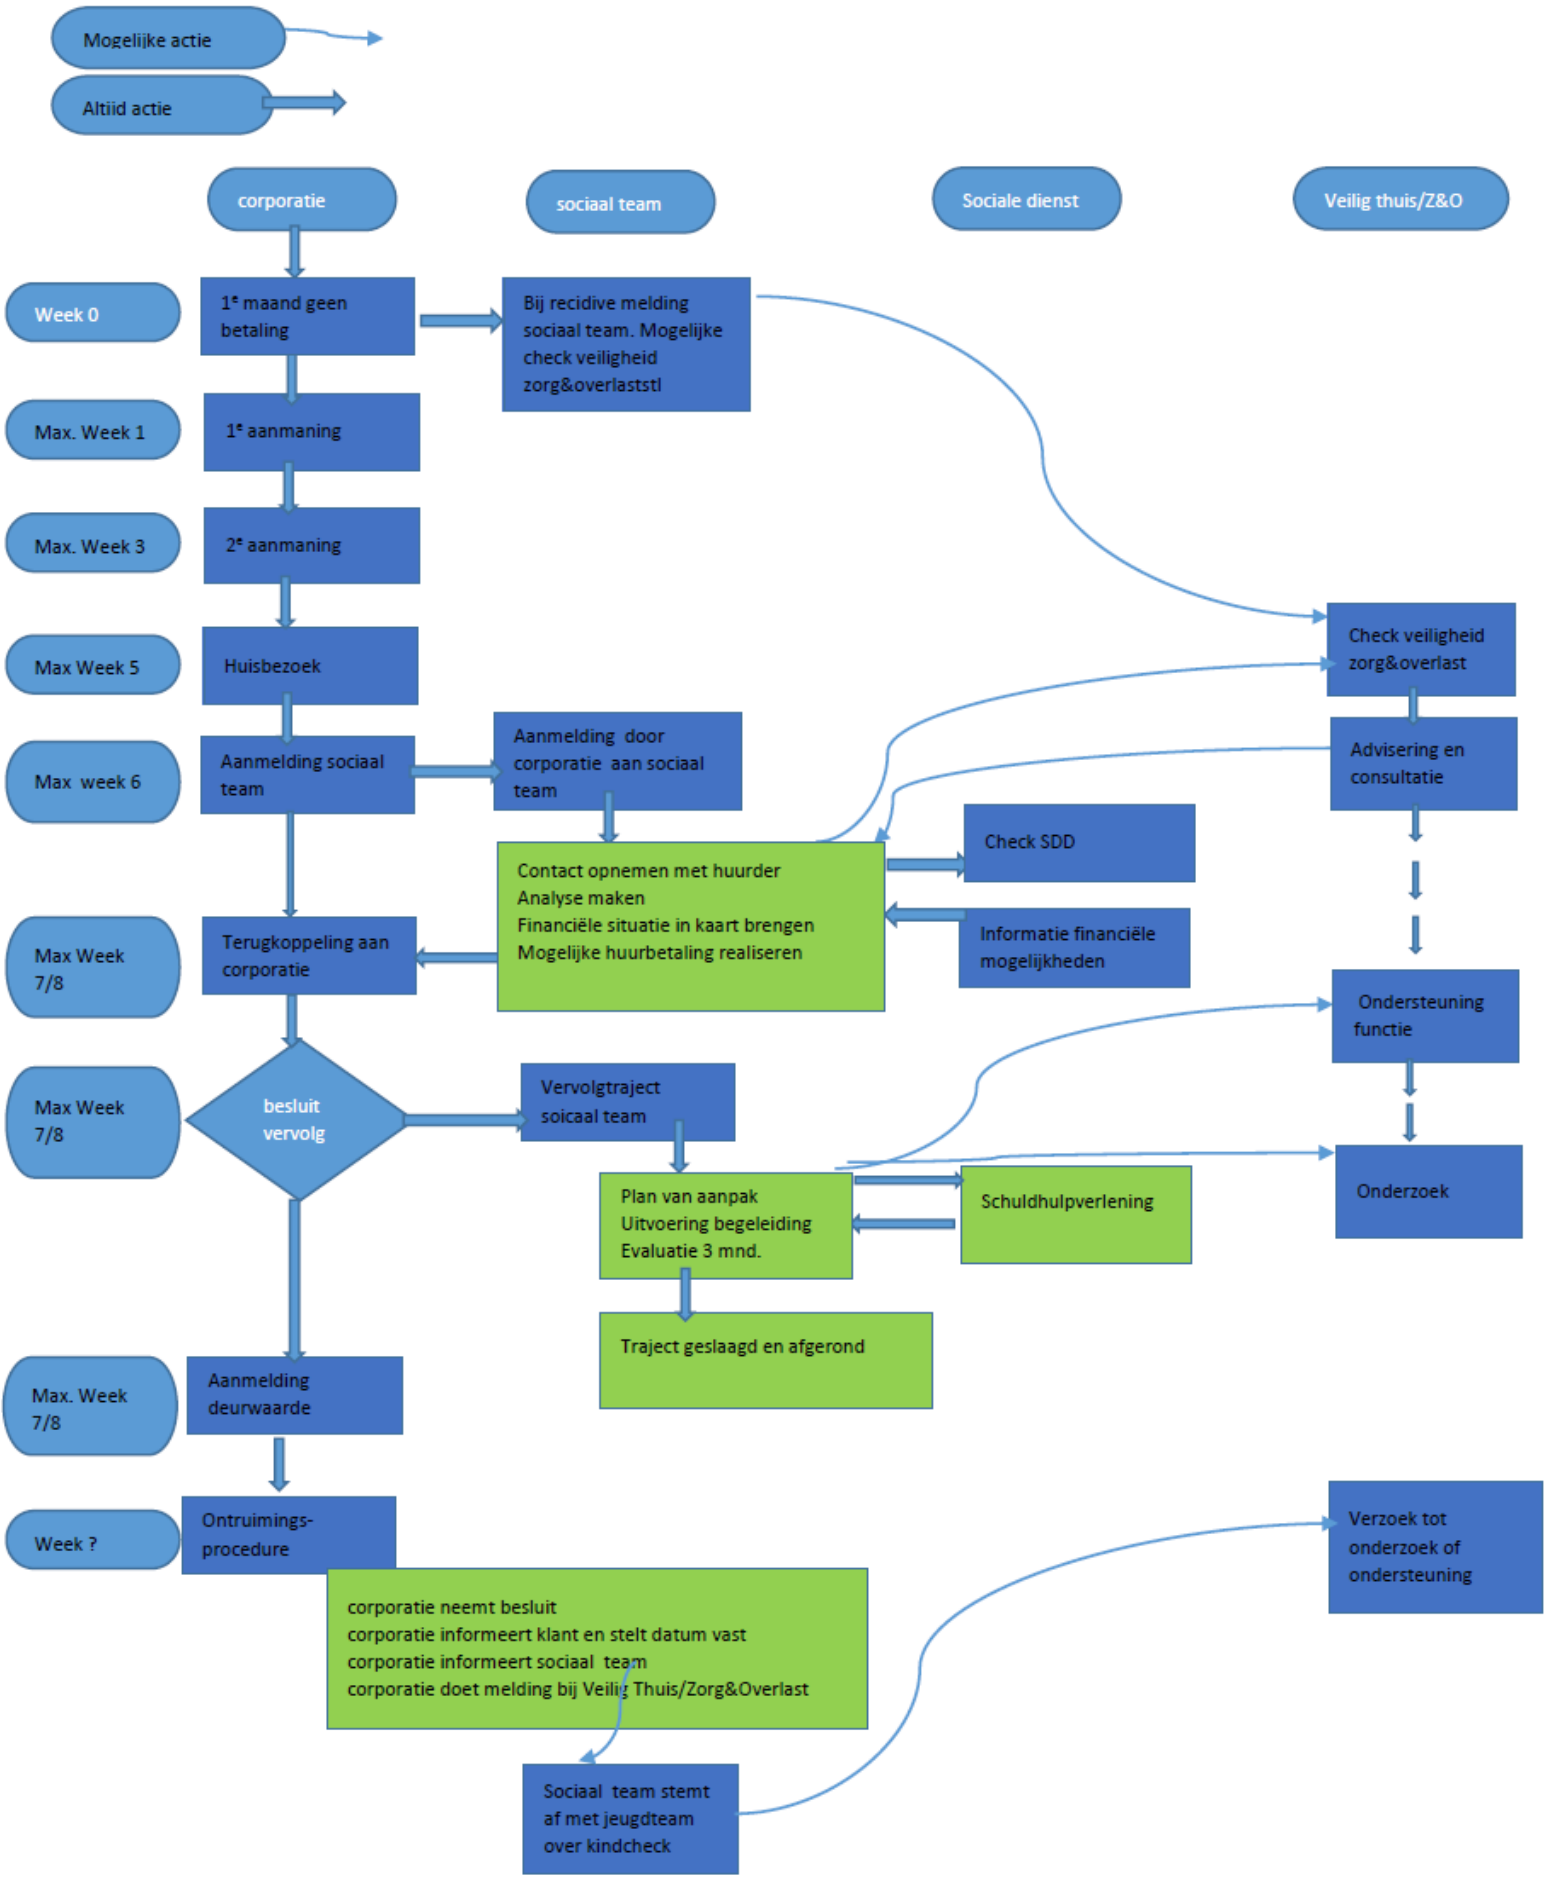 Mogelijke actie
Altiid actie
corporatie
sociaal team
Sociale dienst
Veilig thuis/Z&O
Week 0
1e maand geen
betaling
Bij recidive melding
sociaal team. Mogelijke
check veiligheid
zorg&overlaststl
Max. Week 1
1e aanmaning
Max. Week 3
2e aanmaning
Max Week 5
Huisbezoek
Check veiligheid
zorg&overlast
Max week 6
Aanmelding sociaal
team
Aanmelding door
corporatie aan sociaal
team
Advisering en
consultatie
Contact opnemen met huurder
Analyse maken
Financiële situatie in kaart brengen
Mogelijke huurbetaling realiseren
Check SDD
Informatie financiële
mogelijkheden
Max Week
7/8
Terugkoppeling aan
corporatie
Ondersteuning
functie
Max Week
7/8
besluit
vervolg
Vervolgtraject
soicaal team
Plan van aanpak
Uitvoering begeleiding
Evaluatie 3 mnd.
Schuldhulpverlening
Onderzoek
Traject geslaagd en afgerond
Max. Week
7/8
Aanmelding
deurwaarde
Week ?
Ontruimings-
procedure
Verzoek tot
onderzoek of
ondersteuning
corporatie neemt besluit
corporatie informeert klant en stelt datum vast
corporatie informeert sociaal team
corporatie doet melding bij Veilig Thuis/Zorg&Overlast
Sociaal team stemt
af met jeugdteam
over kindcheck